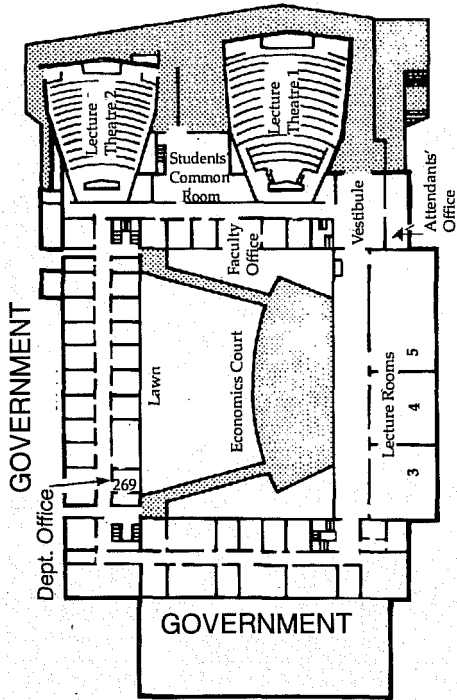 GOVERNMENT
Lecture
Theatre 2
Lecture
Theatre 1
Students'
Common
Room
Faculty
Office
Vestibule
Attendants'
Office
Dept. Office
269
Lawn
Economics Court
Lecture Rooms
3
4
5
GOVERNMENT